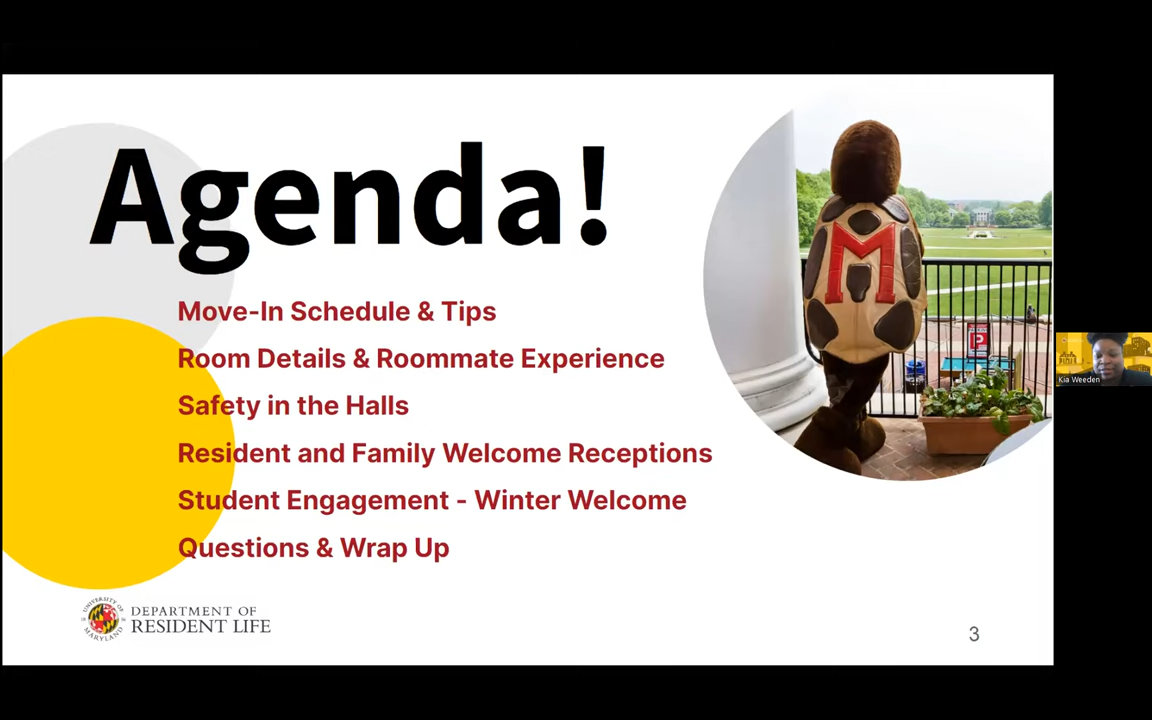 Agenda!
Move-In Schedule & Tips
Room Details & Roommate Experience
Safety in the Halls
Resident and Family Welcome Receptions
Student Engagement - Winter Welcome
Questions & Wrap Up
M
P
UNIVERSITY OF
MARYLAND
DEPARTMENT OF
RESIDENT LIFE
3
Kia Weeden